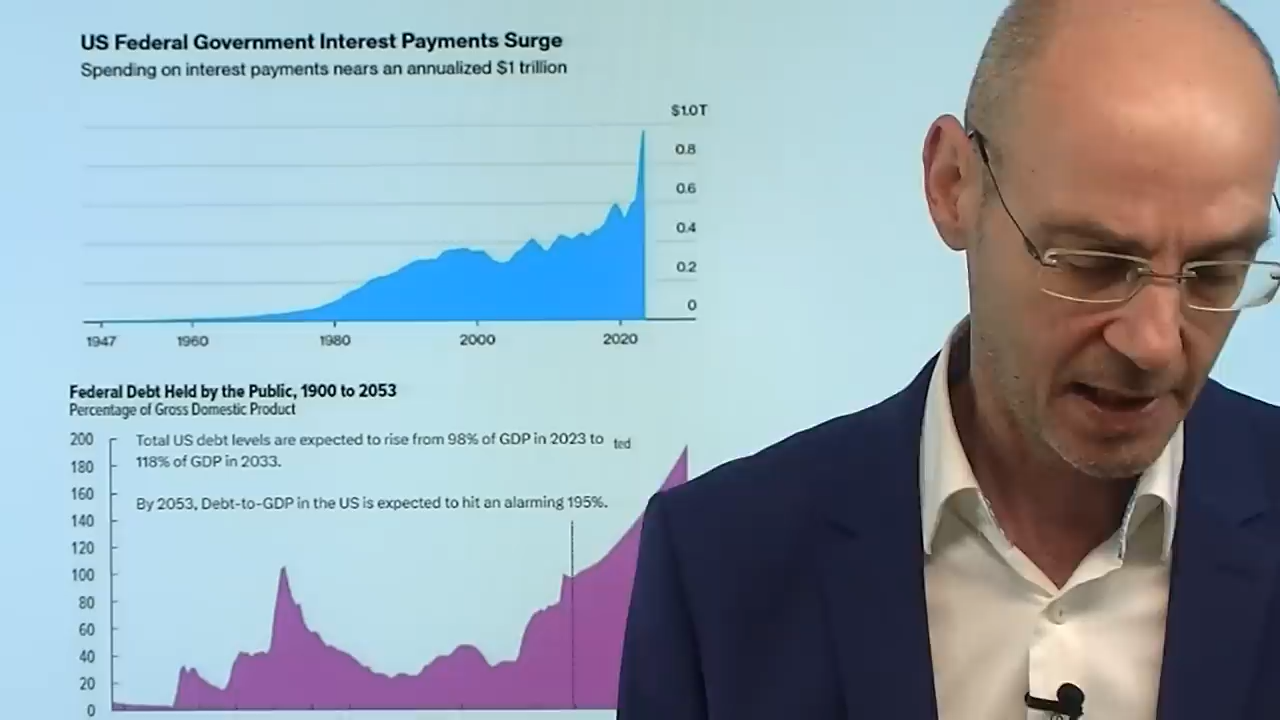 US Federal Government Interest Payments Surge
Spending on interest payments nears an annualized $1 trillion
$1.0T
0.8
0.6
0.4
0.2
0
1947 1960 1980 2000 2020
Federal Debt Held by the Public, 1900 to 2053
Percentage of Gross Domestic Product
200
Total US debt levels are expected to rise from 98% of GDP in 2023 to ted
180
118% of GDP in 2033.
160
By 2053, Debt-to-GDP in the US is expected to hit an alarming 195%.
140
120
100
80
60
40
20
0